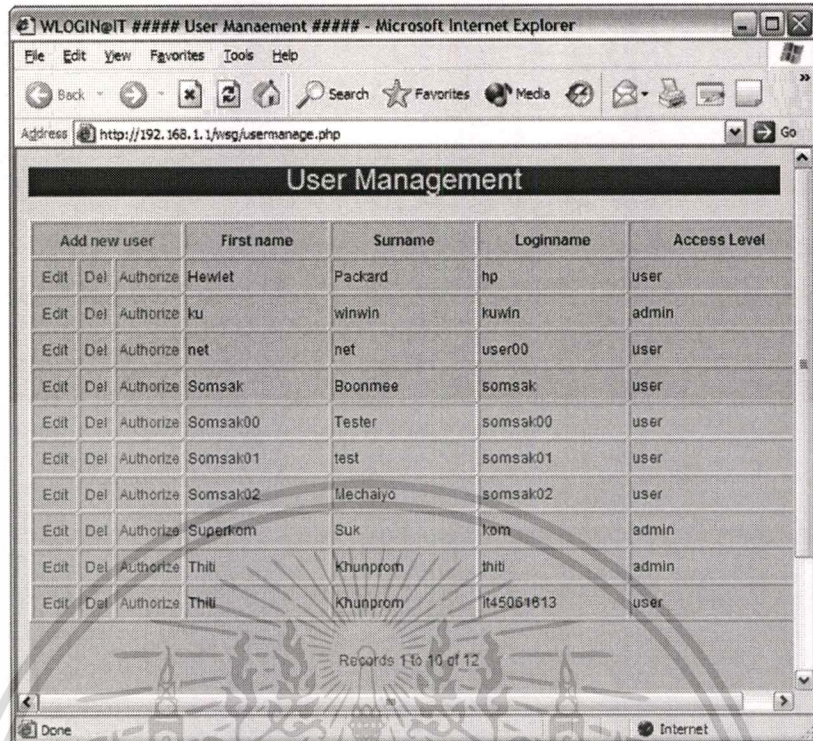 WLOGIN@IT ##### User Manaement ##### - Microsoft Internet Explorer
File Edit View Favorites Tools Help
Back Search Favorites Media »
Address http://192.168.1.1/wsg/usermanage.php Go
User Management
Add new user First name Surname Loginname Access Level
Edit Del Authorize Hewlet Packard hp user
Edit Del Authorize ku winwin kuwin admin
Edit Del Authorize net net user00 user
Edit Del Authorize Somsak Boonmee somsak user
Edit Del Authorize Somsak00 Tester somsak00 user
Edit Del Authorize Somsak01 test somsak01 user
Edit Del Authorize Somsak02 Mechaiyo somsak02 user
Edit Del Authorize Superkom Suk kom admin
Edit Del Authorize Thiti Khunprom thiti admin
Edit Del Authorize Thiti Khunprom it45061613 user
Records 1 to 10 of 12
Done Internet